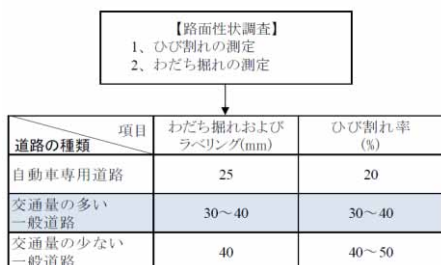 【路面性状調査】
1、ひび割れの測定
2、わだち掘れの測定
項目
道路の種類
わだち掘れおよび
ラベリング(mm)
ひび割れ率
(%)
自動車専用道路
25
20
交通量の多い
一般道路
30～40
30～40
交通量の少ない
一般道路
40
40～50